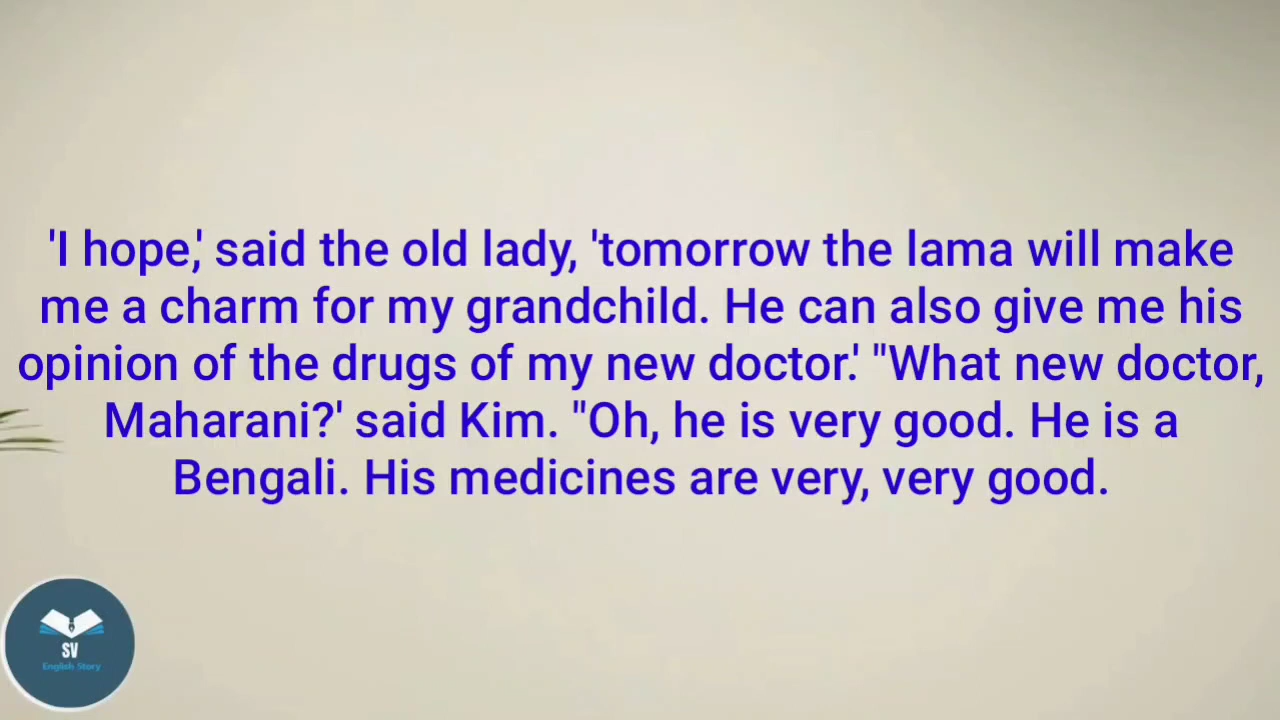 'I hope,' said the old lady, 'tomorrow the lama will make
me a charm for my grandchild. He can also give me his
opinion of the drugs of my new doctor.' "What new doctor,
Maharani?' said Kim. "Oh, he is very good. He is a
Bengali. His medicines are very, very good.
SV
English Story